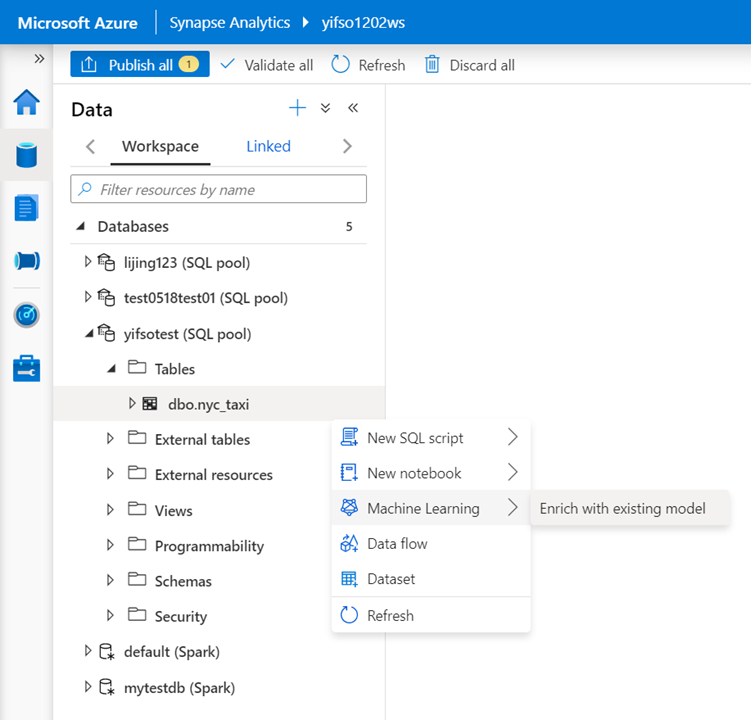 Microsoft Azure Synapse Analytics yifso1202ws
Publish all 1 Validate all Refresh Discard all
Data
Workspace Linked
Filter resources by name
Databases 5
lijing123 (SQL pool)
test0518test01 (SQL pool)
yifsotest (SQL pool)
Tables
dbo.nyc_taxi
External tables
External resources
Views
Programmability
Schemas
Security
default (Spark)
mytestdb (Spark)
New SQL script
New notebook
Machine Learning
Enrich with existing model
Data flow
Dataset
Refresh